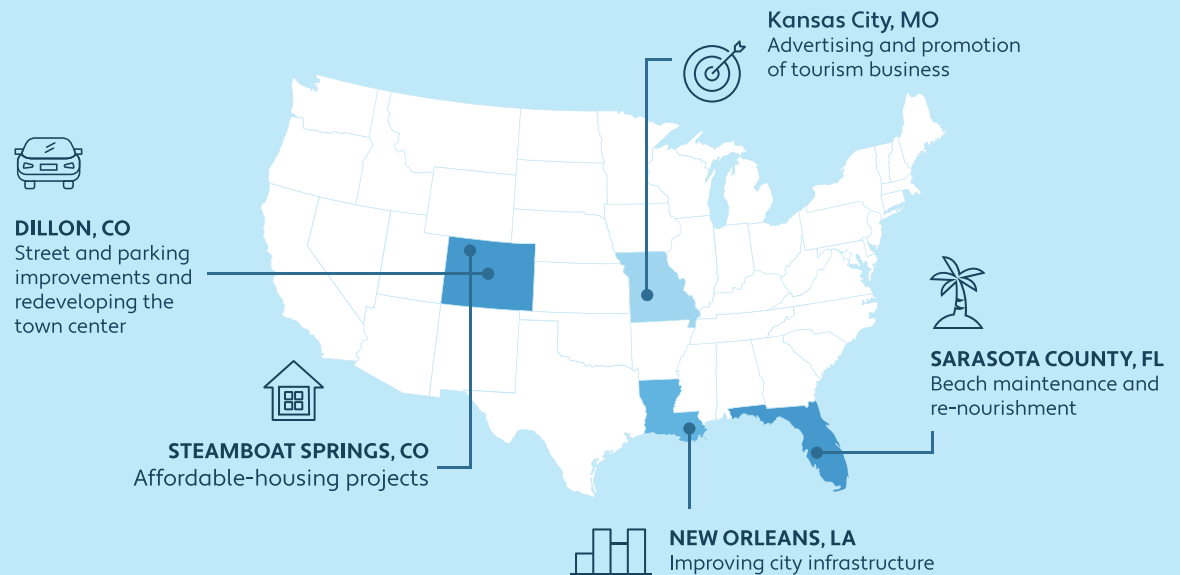 Kansas City, MO
Advertising and promotion
of tourism business
DILLON, CO
Street and parking
improvements and
redeveloping the
town center
SARASOTA COUNTY, FL
Beach maintenance and
re-nourishment
STEAMBOAT SPRINGS, CO
Affordable-housing projects
NEW ORLEANS, LA
Improving city infrastructure